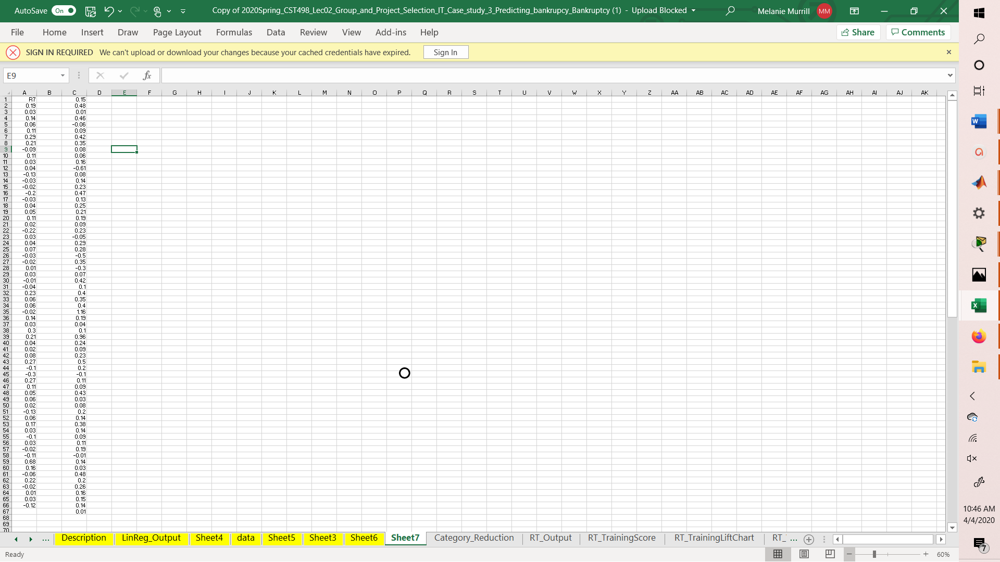 AutoSave On Copy of 2020Spring_CST498_Lec02_Group_and_Project_Selection_IT_Case_study_3_Predicting_bankrupcy_Bankruptcy (1) - Upload Blocked Melanie Murrill MM
File Home Insert Draw Page Layout Formulas Data Review View Add-ins Help Share Comments
SIGN IN REQUIRED We can't upload or download your changes because your cached credentials have expired. Sign In
E9 fx
A B C D E F G H I J K L M N O P Q R S T U V W X Y Z AA AB AC AD AE AF AG AH AI AJ AK
1 R7 0.15
2 0.19 0.48
3 0.03 0.01
4 0.14 0.46
5 0.06 -0.06
6 0.11 0.09
7 0.29 0.42
8 0.21 0.35
9 -0.09 0.08
10 0.11 0.06
11 0.03 0.16
12 0.04 -0.61
13 -0.13 0.08
14 -0.03 0.14
15 -0.02 0.23
16 -0.2 0.47
17 -0.03 0.13
18 0.04 0.25
19 0.05 0.21
20 0.11 0.19
21 0.02 0.09
22 -0.22 0.23
23 0.03 -0.05
24 0.04 0.29
25 0.07 0.28
26 -0.03 -0.5
27 -0.02 0.35
28 0.01 -0.3
29 0.03 0.07
30 -0.01 0.42
31 -0.04 0.1
32 0.23 0.4
33 0.06 0.35
34 0.06 0.4
35 -0.02 1.16
36 0.14 0.19
37 0.03 0.04
38 0.3 0.1
39 0.21 0.96
40 0.04 0.24
41 0.02 0.09
42 0.08 0.23
43 0.27 0.5
44 -0.1 0.2
45 -0.3 -0.1
46 0.27 0.11
47 0.11 0.09
48 0.05 0.43
49 0.06 0.03
50 0.02 0.08
51 -0.13 0.2
52 0.06 0.14
53 0.17 0.38
54 0.03 0.14
55 -0.1 0.09
56 0.03 0.11
57 -0.02 0.19
58 -0.11 -0.01
59 0.68 0.14
60 0.16 0.03
61 -0.06 0.48
62 0.22 0.2
63 -0.02 0.26
64 0.01 0.16
65 0.03 0.15
66 -0.12 0.14
67 0.01
68
69
70
... Description LinReg_Output Sheet4 data Sheet5 Sheet3 Sheet6 Sheet7 Category_Reduction RT_Output RT_TrainingScore RT_TrainingLiftChart RT_ ...
Ready 60%
10:46 AM
4/4/2020
7